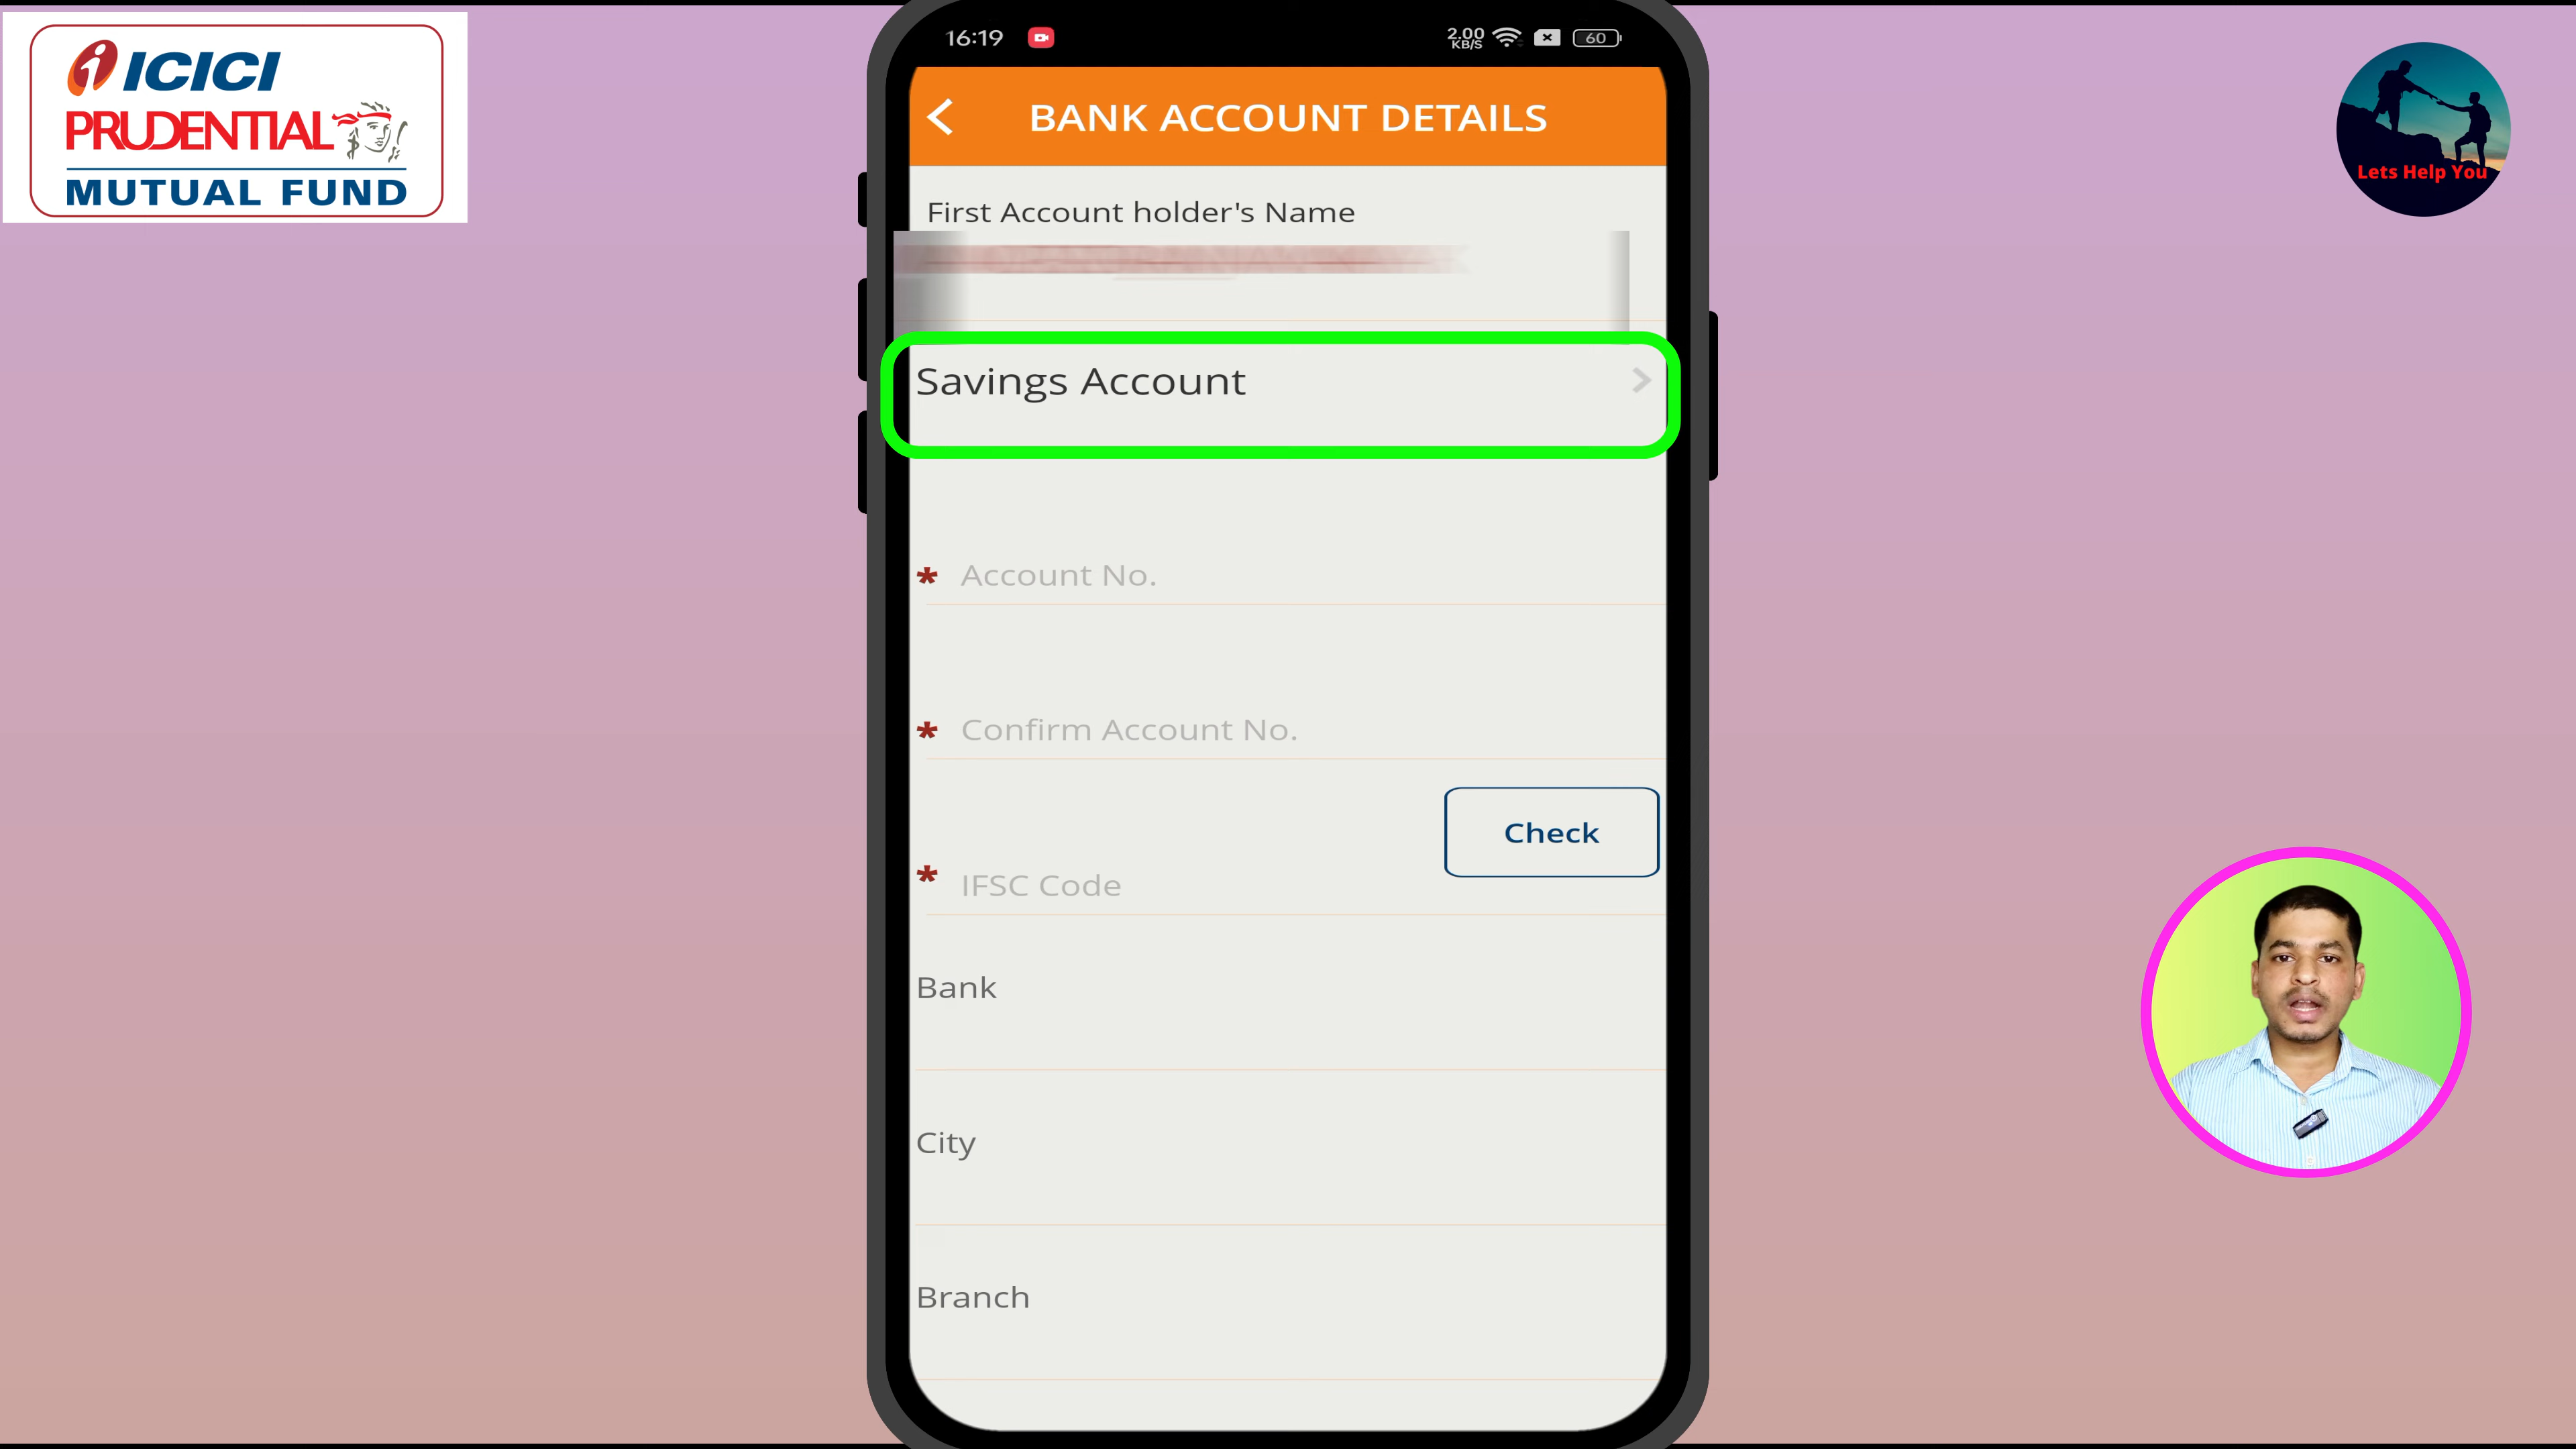 ICICI
PRUDENTIAL
MUTUAL FUND
16:19
2.00
KB/S
60
BANK ACCOUNT DETAILS
Lets Help You
First Account holder's Name
Savings Account
* Account No.
* Confirm Account No.
Check
* IFSC Code
Bank
City
Branch